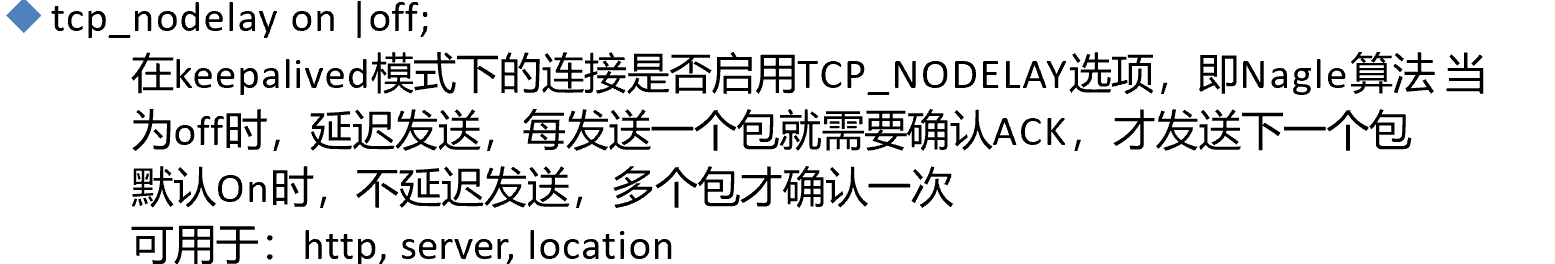 tcp_nodelay on |off;
在keepalived模式下的连接是否启用TCP_NODELAY选项，即Nagle算法 当
为off时，延迟发送，每发送一个包就需要确认ACK，才发送下一个包
默认On时，不延迟发送，多个包才确认一次
可用于：http, server, location